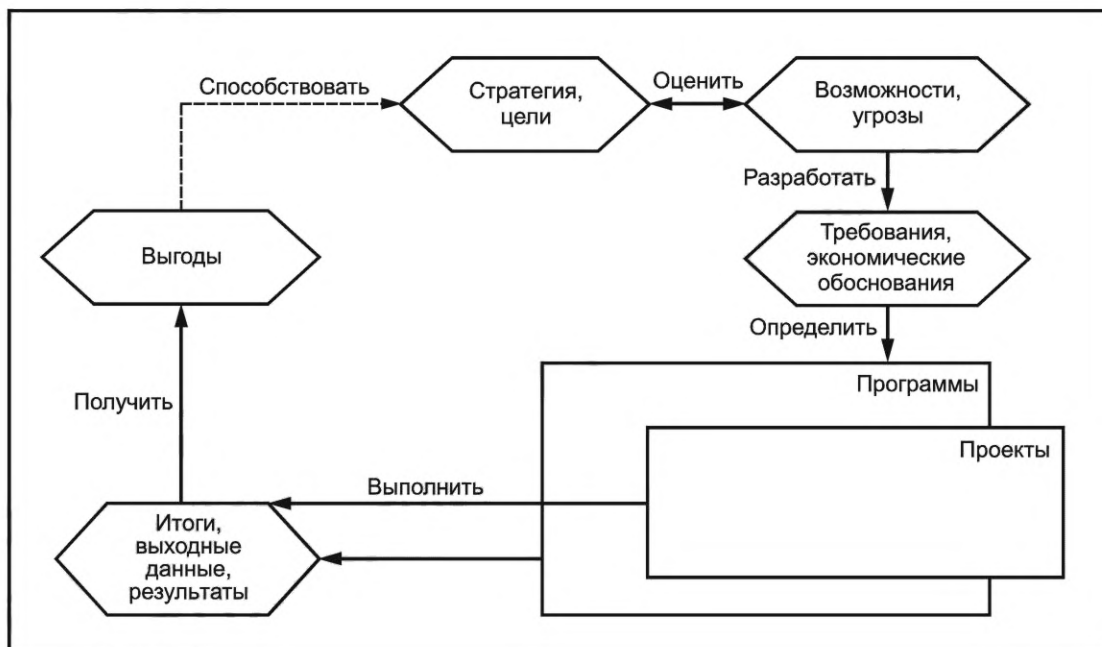 Способствовать
Стратегия,
цели
Оценить
Возможности,
угрозы
Разработать
Выгоды
Требования,
экономические
обоснования
Определить
Программы
Получить
Проекты
Выполнить
Итоги,
выходные
данные,
результаты